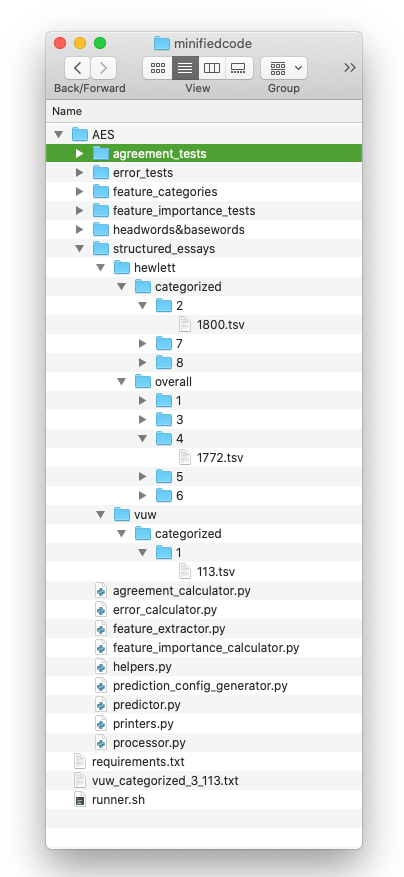 minifiedcode
Back/Forward View Group
Name
AES
agreement_tests
error_tests
feature_categories
feature_importance_tests
headwords&basewords
structured_essays
hewlett
categorized
2
1800.tsv
7
8
overall
1
3
4
1772.tsv
5
6
vuw
categorized
1
113.tsv
agreement_calculator.py
error_calculator.py
feature_extractor.py
feature_importance_calculator.py
helpers.py
prediction_config_generator.py
predictor.py
printers.py
processor.py
requirements.txt
vuw_categorized_3_113.txt
runner.sh